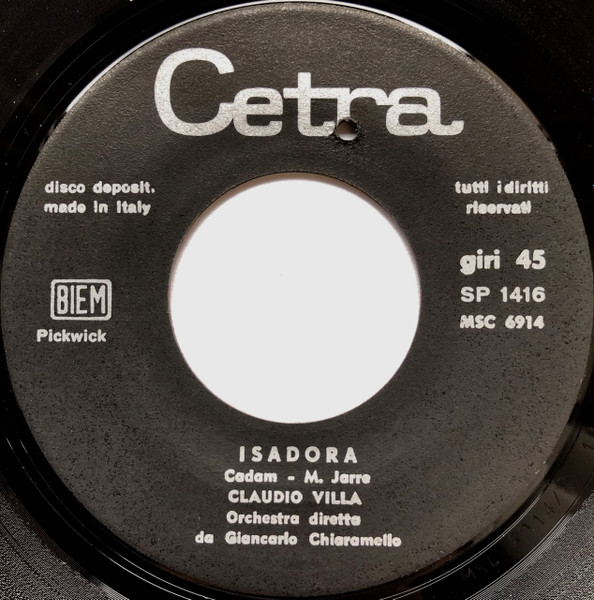 Cetra
disco deposit.
made in Italy
tutti i diritti
riservati
giri 45
SP 1416
MSC 6914
BIEM
Pickwick
ISADORA
Cadam - M. Jarre
CLAUDIO VILLA
Orchestra diretta
da Giancarlo Chiaramello